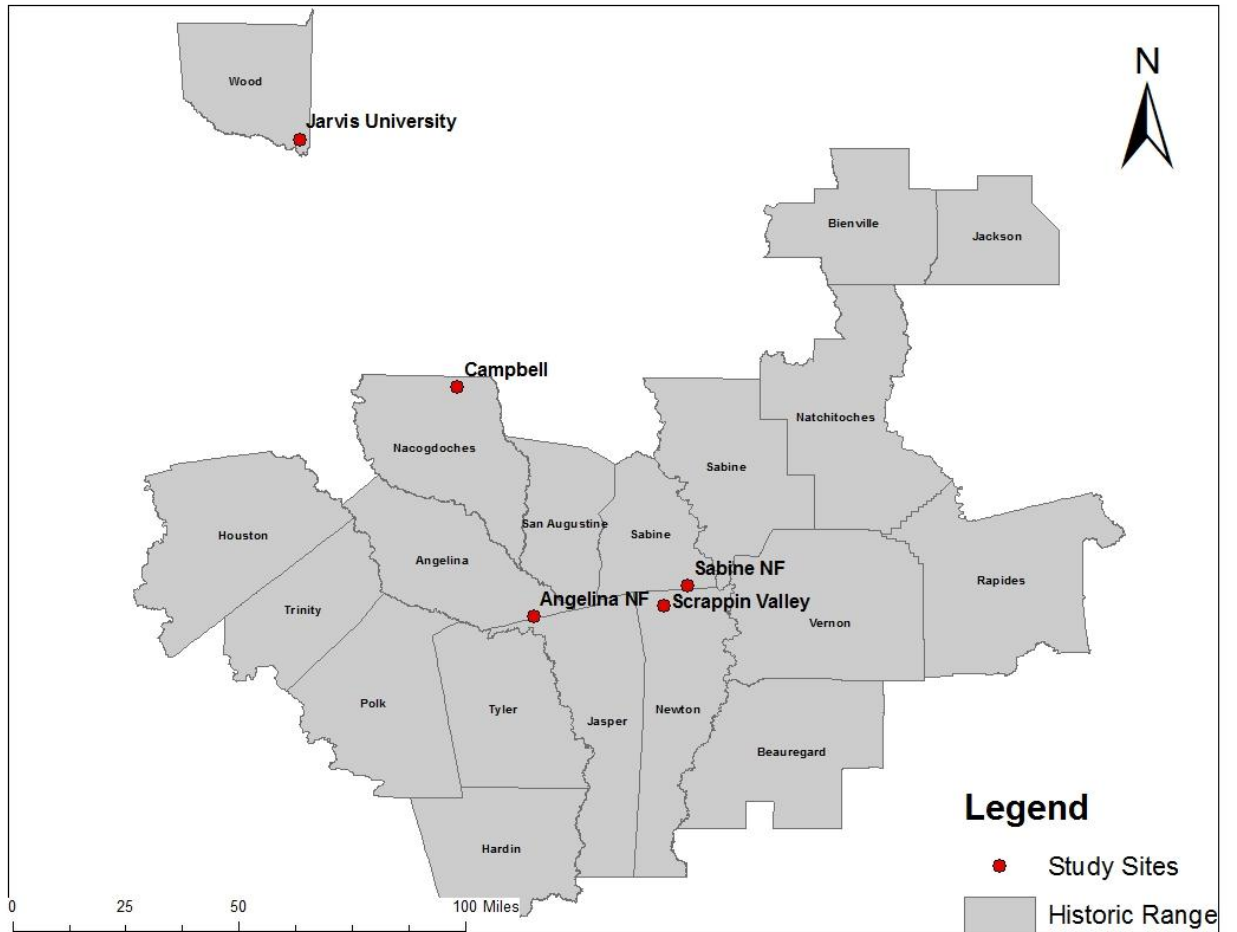 Wood
N
Jarvis University
Bienville
Jackson
Campbell
Natchitoches
Nacogdoches
Sabine
San Augustine
Sabine
Houston
Angelina
Sabine NF
Rapides
Angelina NF
Scrappin Valley
Trinity
Vernon
Polk
Tyler
Jasper
Newton
Beauregard
Legend
Hardin
Study Sites
0 25 50 100 Miles
Historic Range